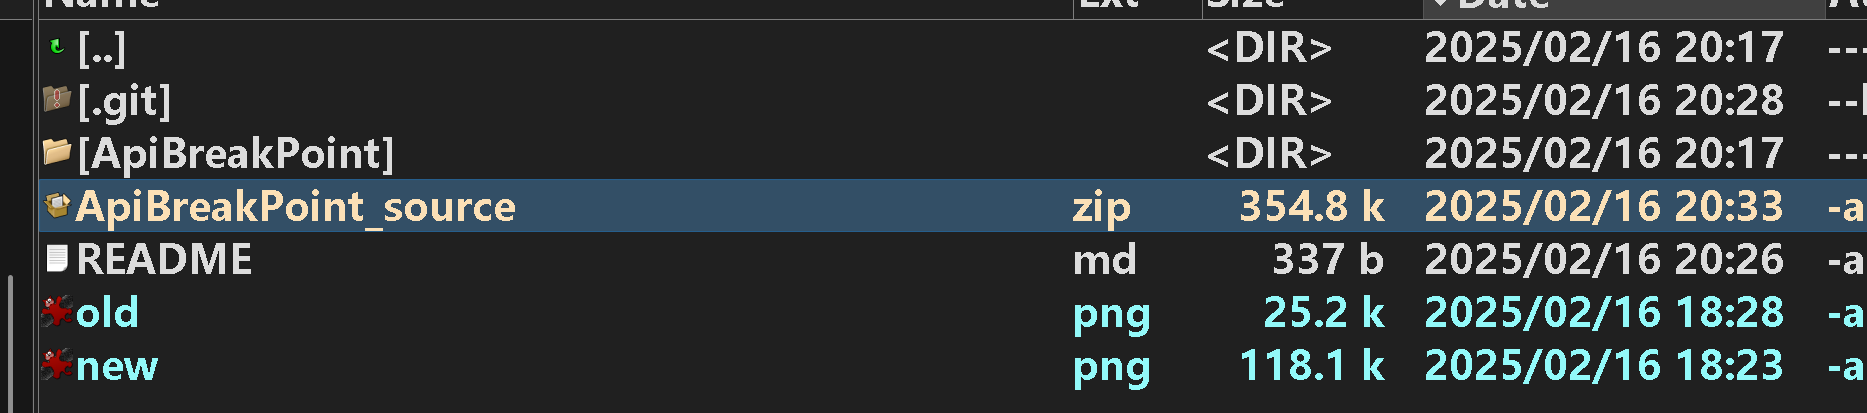 Name Ext Size Date
[..] <DIR> 2025/02/16 20:17 ---
[.git] <DIR> 2025/02/16 20:28 --
[ApiBreakPoint] <DIR> 2025/02/16 20:17 ---
ApiBreakPoint_source zip 354.8 k 2025/02/16 20:33 -a
README md 337 b 2025/02/16 20:26 -a
old png 25.2 k 2025/02/16 18:28 -a
new png 118.1 k 2025/02/16 18:23 -a